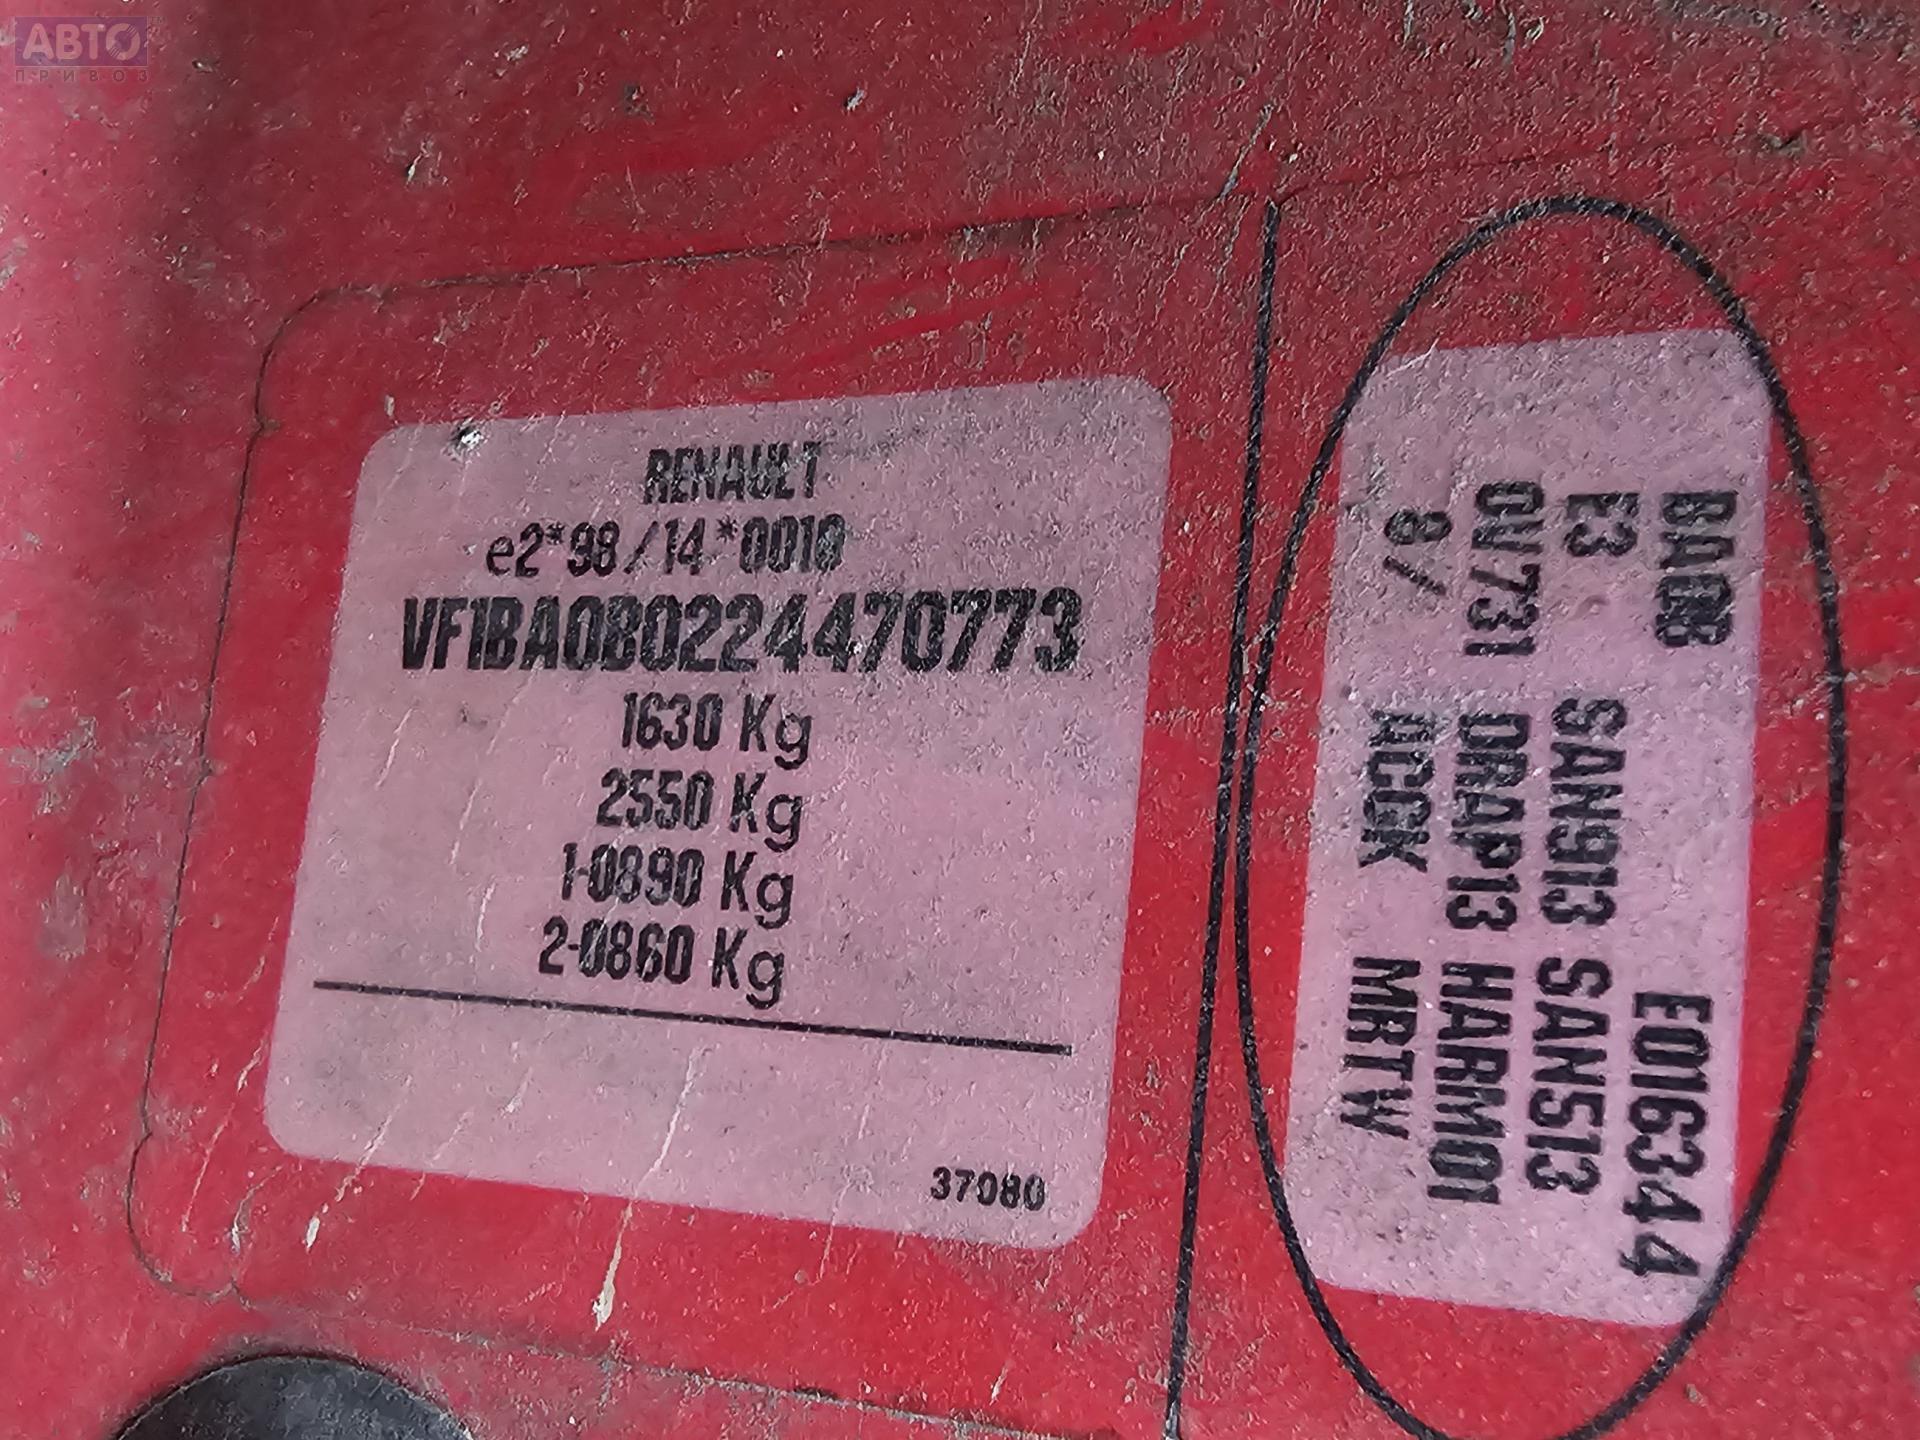 АВТО
ПРИВОЗ
RENAULT
e2*98/14*0010
VF1BA0B0224470773
1630 Kg
2550 Kg
1-0890 Kg
2-0860 Kg
37080
BA0B E016344
E3 SAN913 SAN513
0V731 DRAP13 HARM01
8/ ACCK MRTW